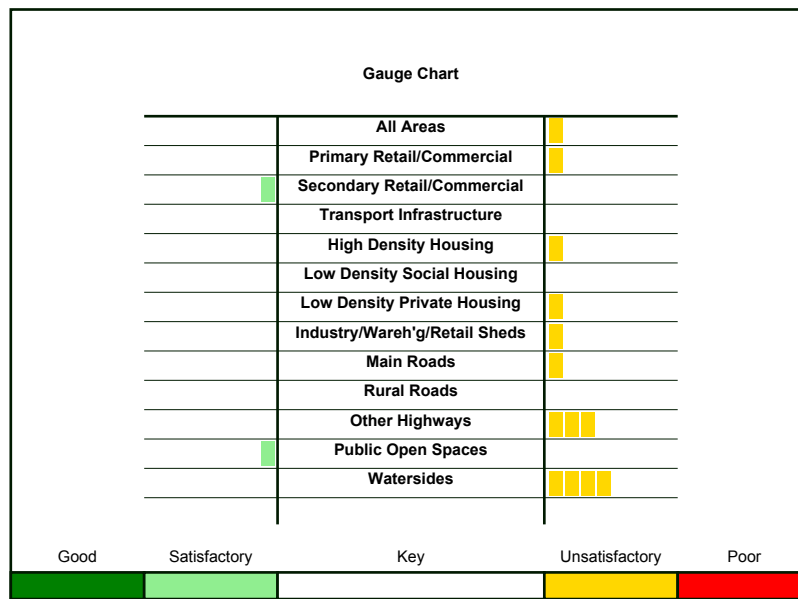 Gauge Chart
All Areas
Primary Retail/Commercial
Secondary Retail/Commercial
Transport Infrastructure
High Density Housing
Low Density Social Housing
Low Density Private Housing
Industry/Wareh'g/Retail Sheds
Main Roads
Rural Roads
Other Highways
Public Open Spaces
Watersides
Good Satisfactory Key Unsatisfactory Poor